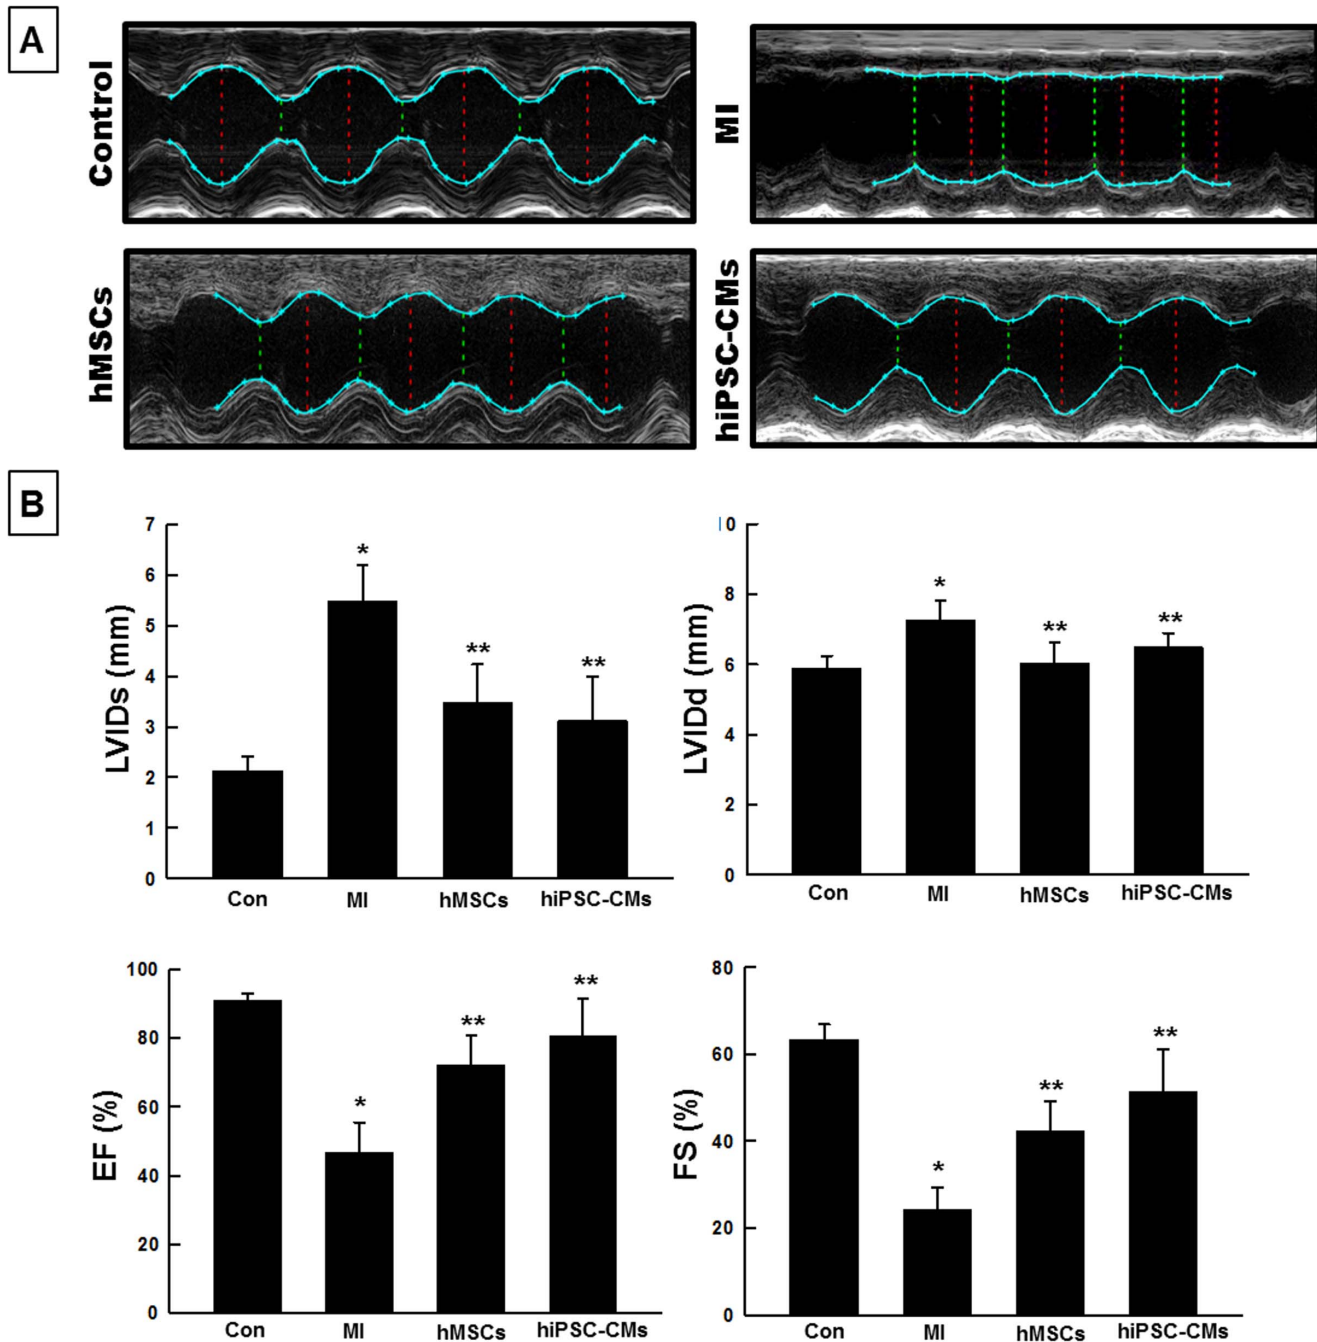 A
Control
MI
hMSCs
hiPSC-CMs
B
LVIDs (mm)
7
6
5
4
3
2
1
0
*
**
**
Con MI hMSCs hiPSC-CMs
LVIDd (mm)
10
8
6
4
2
0
*
**
**
Con MI hMSCs hiPSC-CMs
EF (%)
100
80
60
40
20
0
*
**
**
Con MI hMSCs hiPSC-CMs
FS (%)
80
60
40
20
0
*
**
**
Con MI hMSCs hiPSC-CMs